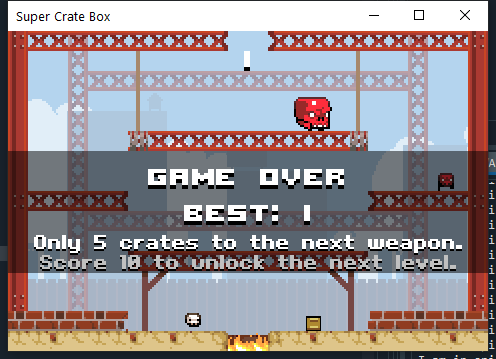 Super Crate Box
1
GAME OVER
BEST: 1
Only 5 crates to the next weapon.
Score 10 to unlock the next level.